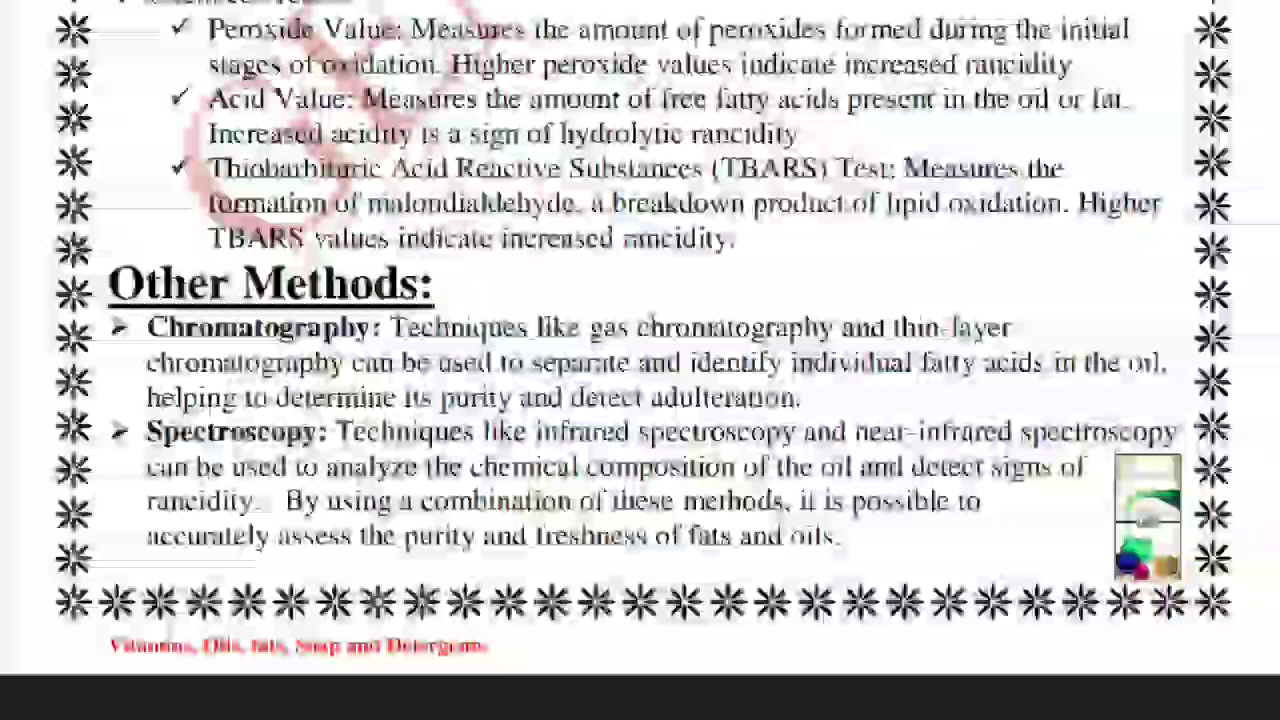 ✓ Peroxide Value: Measures the amount of peroxides formed during the initial
stages of oxidation. Higher peroxide values indicate increased rancidity
✓ Acid Value: Measures the amount of free fatty acids present in the oil or fat.
Increased acidity is a sign of hydrolytic rancidity
✓ Thiobarbituric Acid Reactive Substances (TBARS) Test: Measures the
formation of malondialdehyde, a breakdown product of lipid oxidation. Higher
TBARS values indicate increased rancidity.
Other Methods:
➤ Chromatography: Techniques like gas chromatography and thin-layer
chromatography can be used to separate and identify individual fatty acids in the oil,
helping to determine its purity and detect adulteration.
➤ Spectroscopy: Techniques like infrared spectroscopy and near-infrared spectroscopy
can be used to analyze the chemical composition of the oil and detect signs of
rancidity. By using a combination of these methods, it is possible to
accurately assess the purity and freshness of fats and oils.
Vitamins, Oils, fats, Soap and Detergents